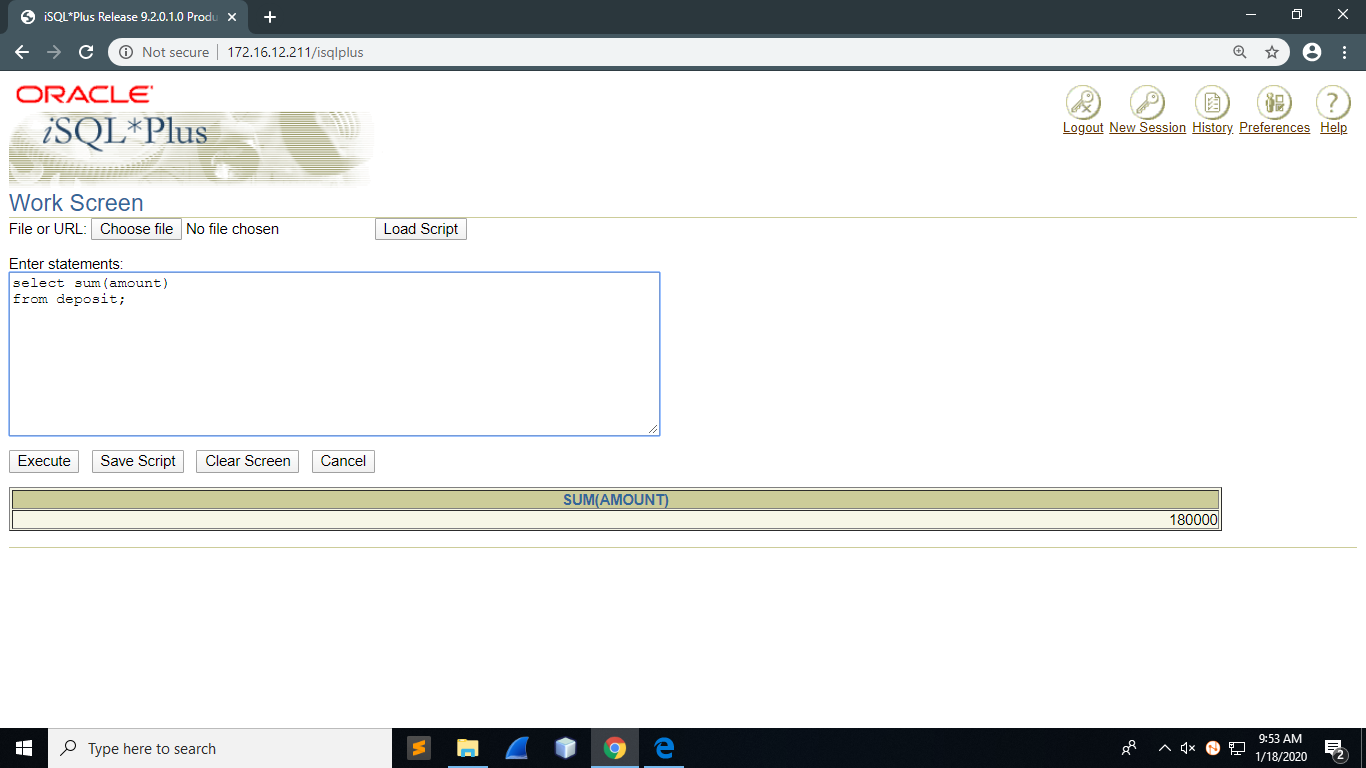 iSQL*Plus Release 9.2.0.1.0 Produ
Not secure
172.16.12.211/isqlplus
ORACLE
iSQL*Plus
Logout New Session History Preferences Help
Work Screen
File or URL: Choose file No file chosen Load Script
Enter statements:
select sum(amount)
from deposit;
Execute Save Script Clear Screen Cancel
SUM(AMOUNT)
180000
Type here to search
9:53 AM
1/18/2020
2